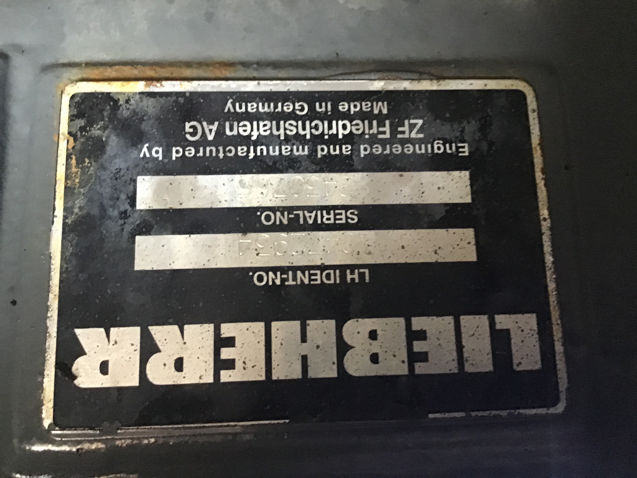 LIEBHERR
LH IDENT-NO.
SERIAL-NO.
Engineered and manufactured by
ZF Friedrichshafen AG
Made in Germany